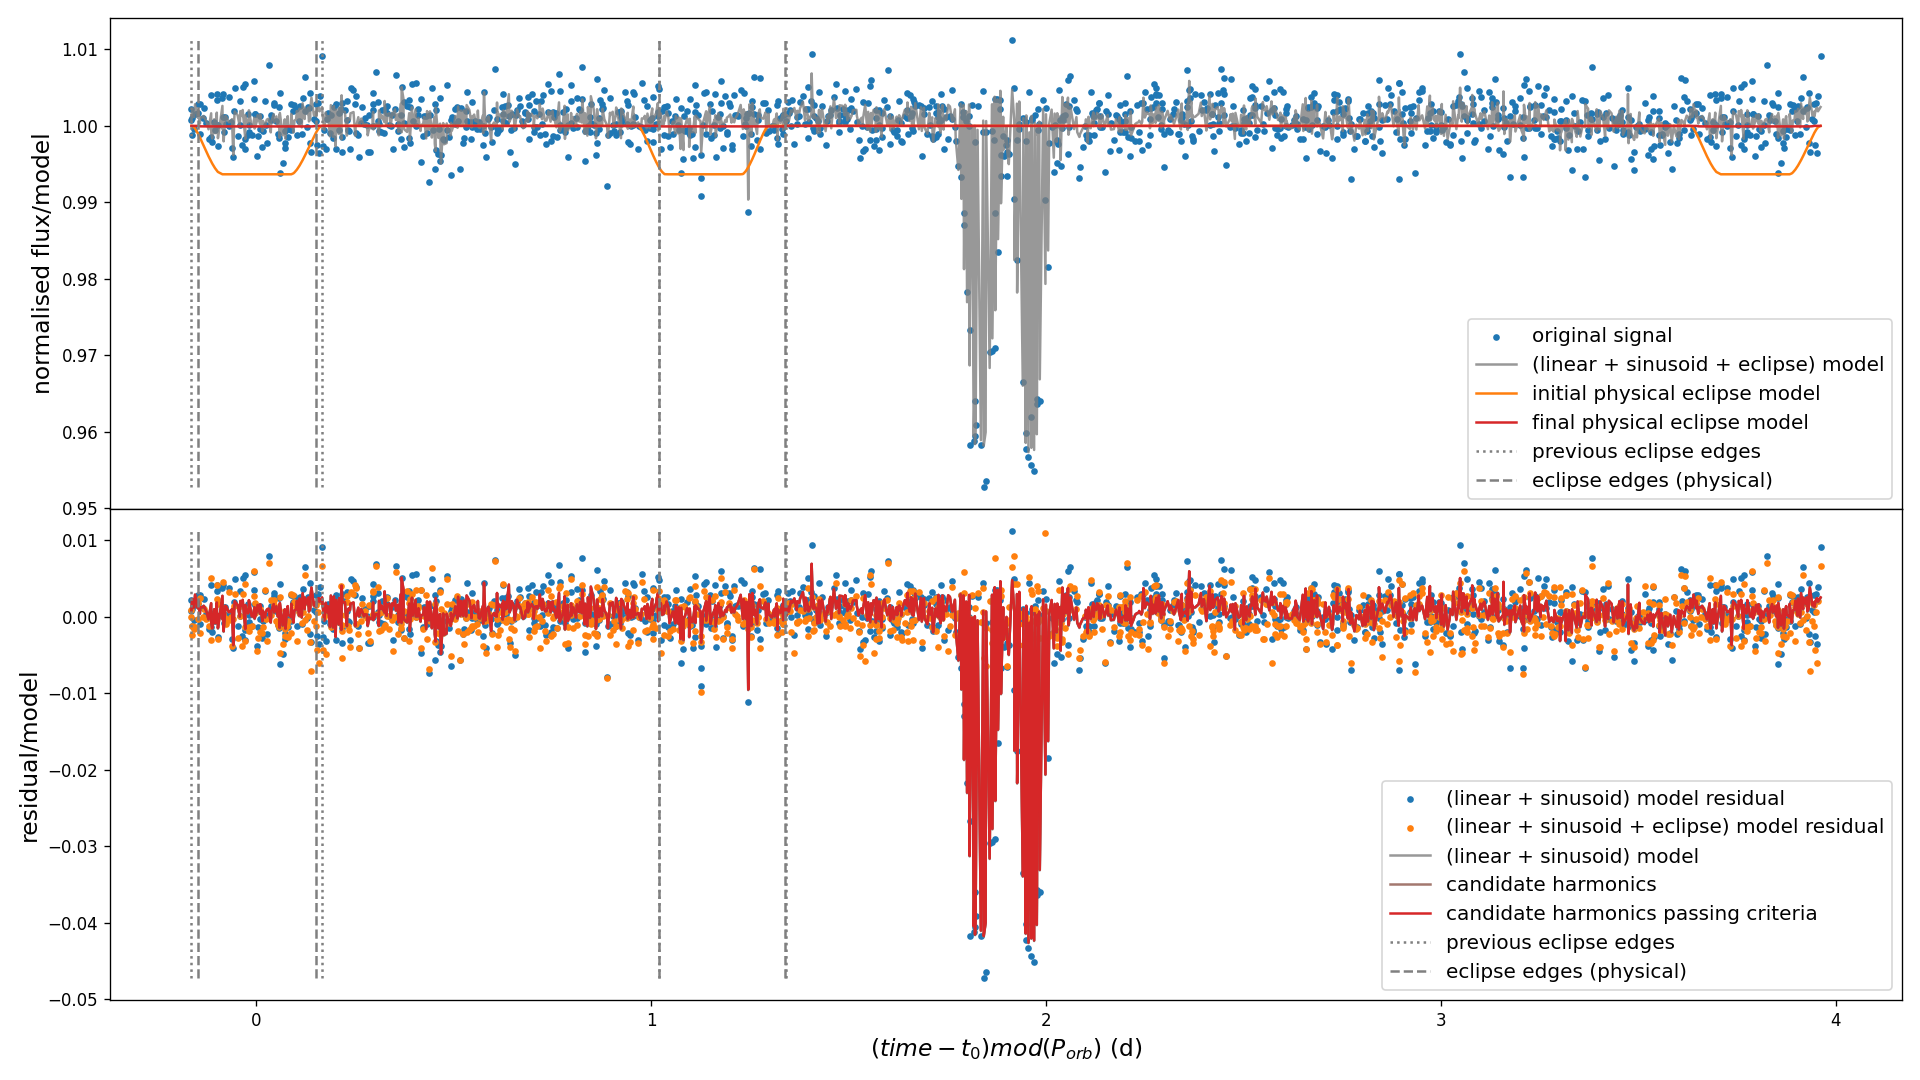 normalised flux/model
1.01
1.00
0.99
0.98
0.97
0.96
0.95
original signal
(linear + sinusoid + eclipse) model
initial physical eclipse model
final physical eclipse model
previous eclipse edges
eclipse edges (physical)
residual/model
0.01
0.00
−0.01
−0.02
−0.03
−0.04
−0.05
(linear + sinusoid) model residual
(linear + sinusoid + eclipse) model residual
(linear + sinusoid) model
candidate harmonics
candidate harmonics passing criteria
previous eclipse edges
eclipse edges (physical)
0 1 2 3 4
(time − t₀)mod(Pₒᵣb) (d)